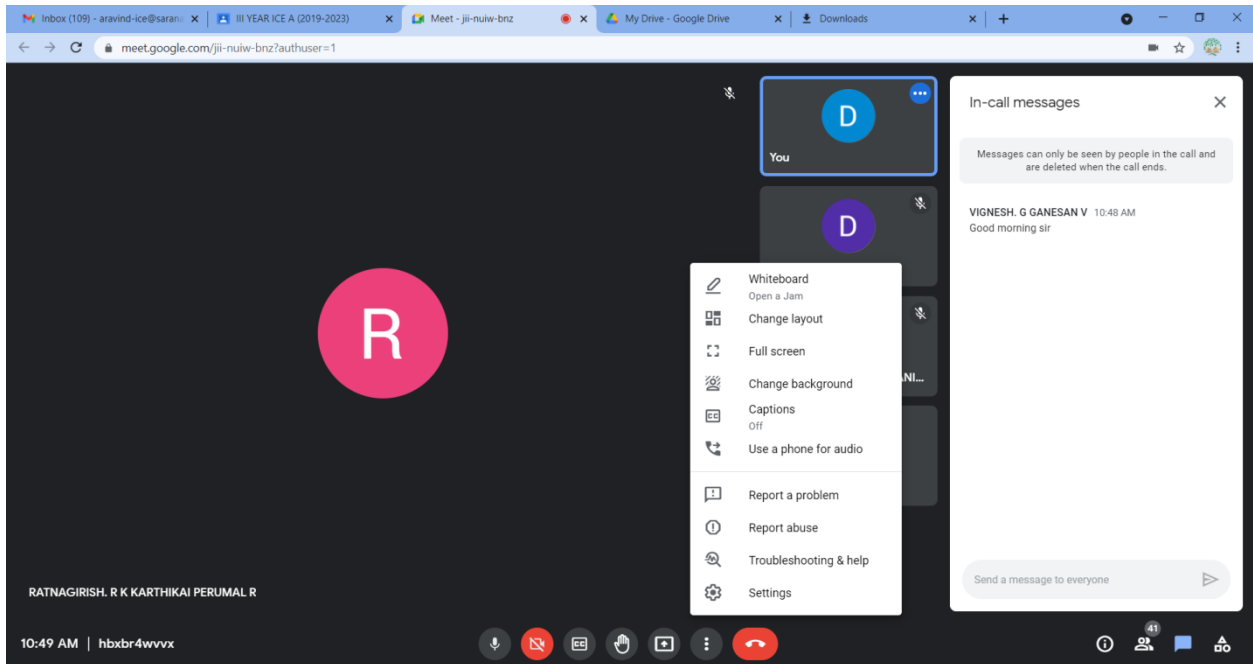 Inbox (109) - aravind-ice@sarana
III YEAR ICE A (2019-2023)
Meet - jii-nuiw-bnz
My Drive - Google Drive
Downloads
meet.google.com/jii-nuiw-bnz?authuser=1
D
You
D
R
NI...
RATNAGIRISH. R K KARTHIKAI PERUMAL R
Whiteboard
Open a Jam
Change layout
Full screen
Change background
Captions
Off
Use a phone for audio
Report a problem
Report abuse
Troubleshooting & help
Settings
In-call messages
Messages can only be seen by people in the call and
are deleted when the call ends.
VIGNESH. G GANESAN V 10:48 AM
Good morning sir
Send a message to everyone
10:49 AM | hbxbr4wvvx
CC
41